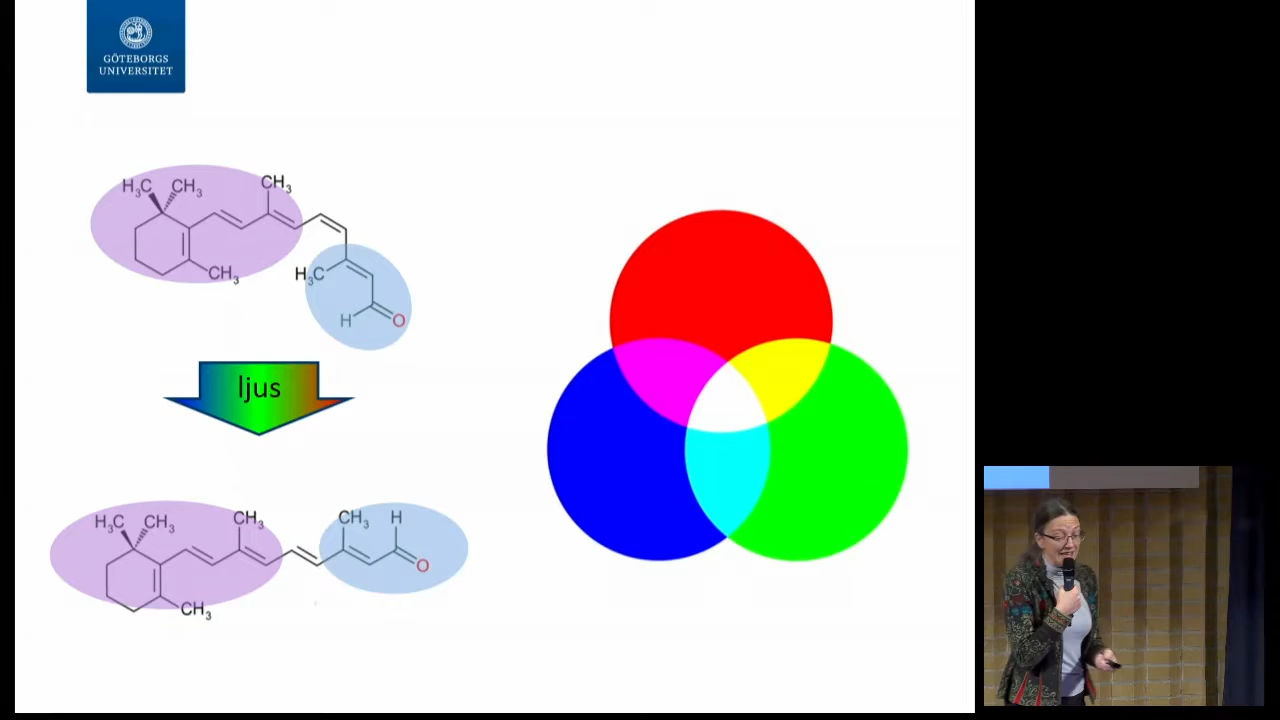 GÖTEBORGS
UNIVERSITET
H₃C CH₃
CH₃
CH₃
H₃C
H
O
ljus
H₃C CH₃
CH₃
CH₃
H
O
CH₃